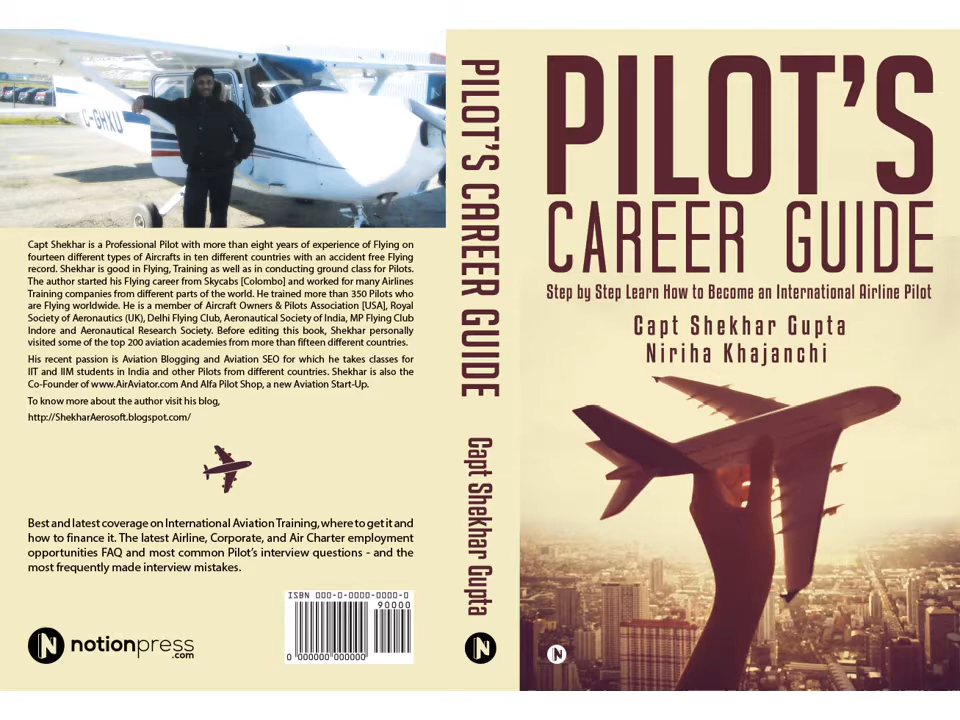 C-GHXU
Capt Shekhar is a Professional Pilot with more than eight years of experience of Flying on
fourteen different types of Aircrafts in ten different countries with an accident free Flying
record. Shekhar is good in Flying, Training as well as in conducting ground class for Pilots.
The author started his Flying career from Skycabs [Colombo] and worked for many Airlines
Training companies from different parts of the world. He trained more than 350 Pilots who
are Flying worldwide. He is a member of Aircraft Owners & Pilots Association [USA], Royal
Society of Aeronautics (UK), Delhi Flying Club, Aeronautical Society of India, MP Flying Club
Indore and Aeronautical Research Society. Before editing this book, Shekhar personally
visited some of the top 200 aviation academies from more than fifteen different countries.
His recent passion is Aviation Blogging and Aviation SEO for which he takes classes for
IIT and IIM students in India and other Pilots from different countries. Shekhar is also the
Co-Founder of www.AirAviator.com And Alfa Pilot Shop, a new Aviation Start-Up.
To know more about the author visit his blog,
http://ShekharAerosoft.blogspot.com/
Best and latest coverage on International Aviation Training, where to get it and
how to finance it. The latest Airline, Corporate, and Air Charter employment
opportunities FAQ and most common Pilot's interview questions - and the
most frequently made interview mistakes.
N notionpress
.com
ISBN 000-0-0000-0000-0
90000
0 000000 000000
PILOT'S CAREER GUIDE
Capt Shekhar Gupta
N
PILOT'S
CAREER GUIDE
Step by Step Learn How to Become an International Airline Pilot
Capt Shekhar Gupta
Niriha Khajanchi
N